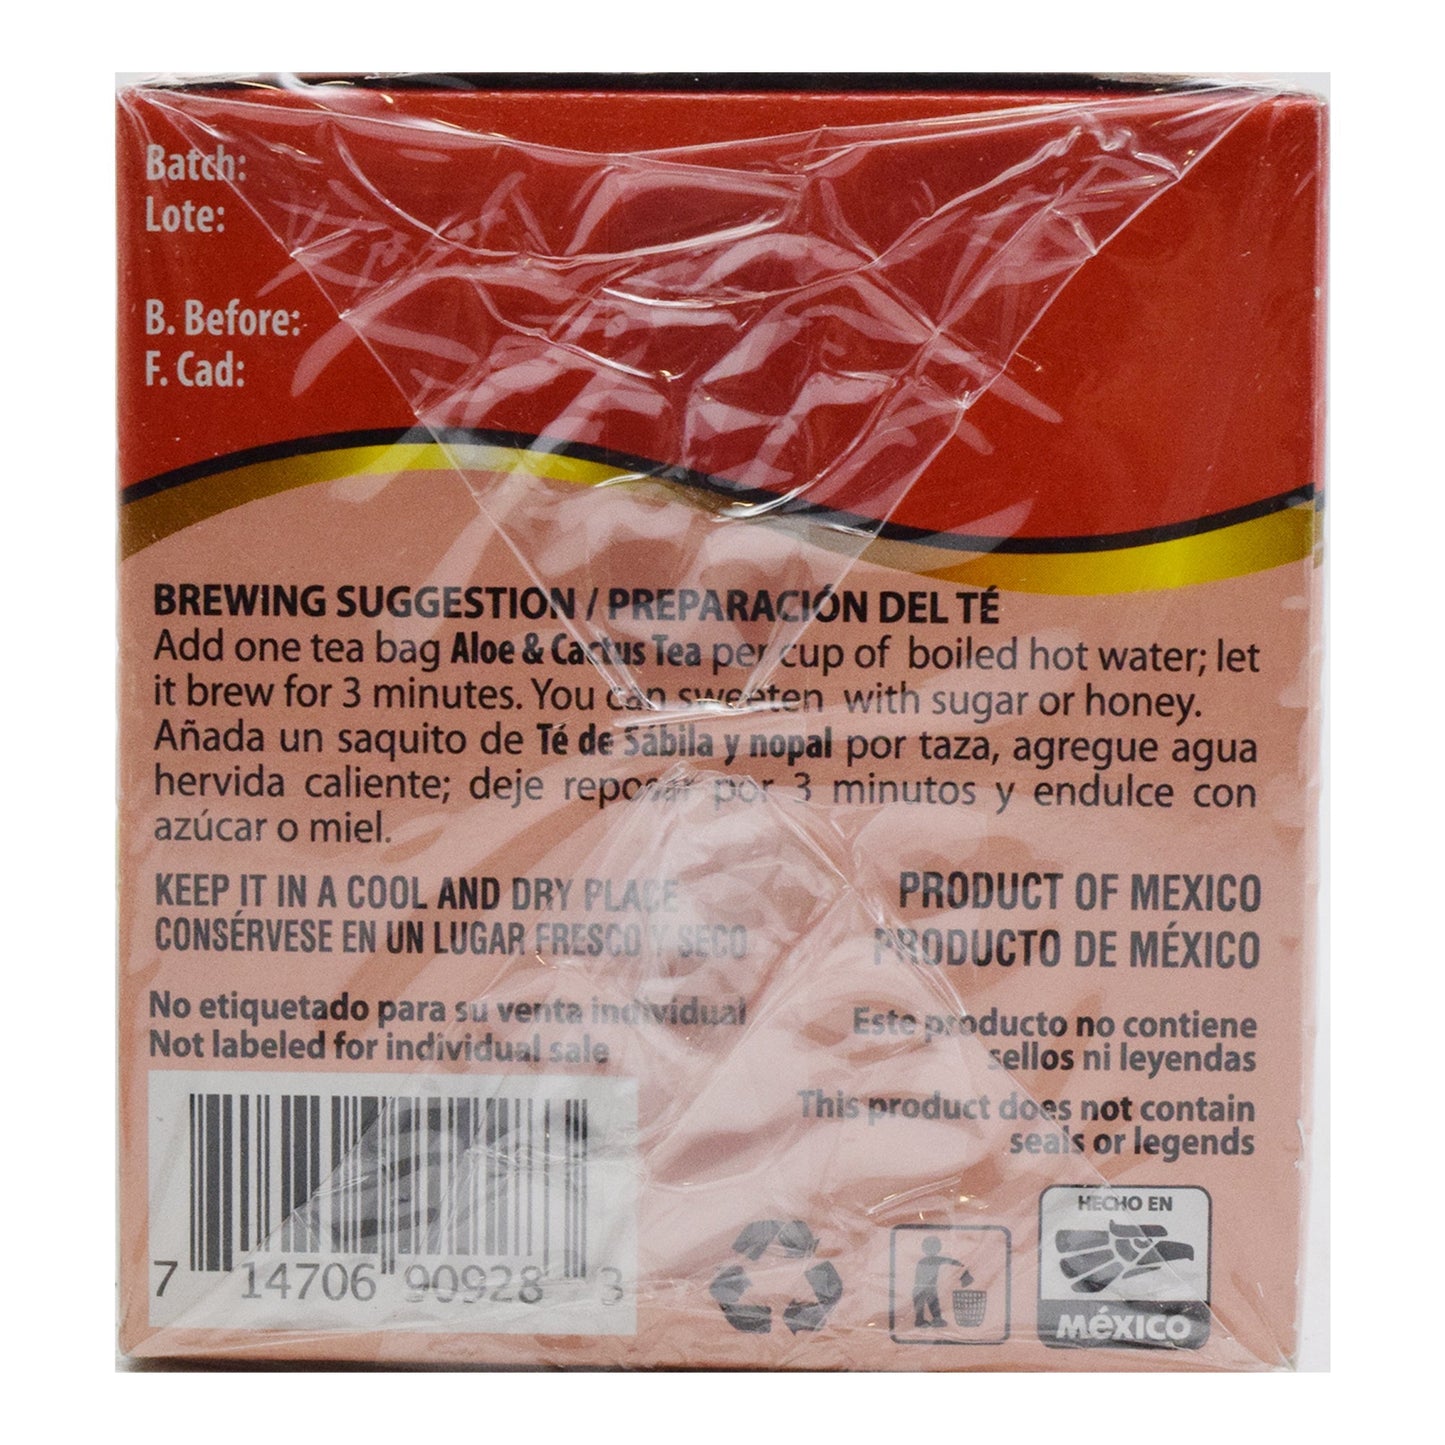 Batch:
Lote:
B. Before:
F. Cad:
BREWING SUGGESTION / PREPARACIÓN DEL TÉ
Add one tea bag Aloe & Cactus Tea per cup of boiled hot water; let
it brew for 3 minutes. You can sweeten with sugar or honey.
Añada un saquito de Té de Sábila y nopal por taza, agregue agua
hervida caliente; deje reposar por 3 minutos y endulce con
azúcar o miel.
KEEP IT IN A COOL AND DRY PLACE
CONSÉRVESE EN UN LUGAR FRESCO Y SECO
PRODUCT OF MEXICO
PRODUCTO DE MÉXICO
No etiquetado para su venta individual
Not labeled for individual sale
Este producto no contiene
sellos ni leyendas
This product does not contain
seals or legends
7 14706 90928 3
HECHO EN
MÉXICO